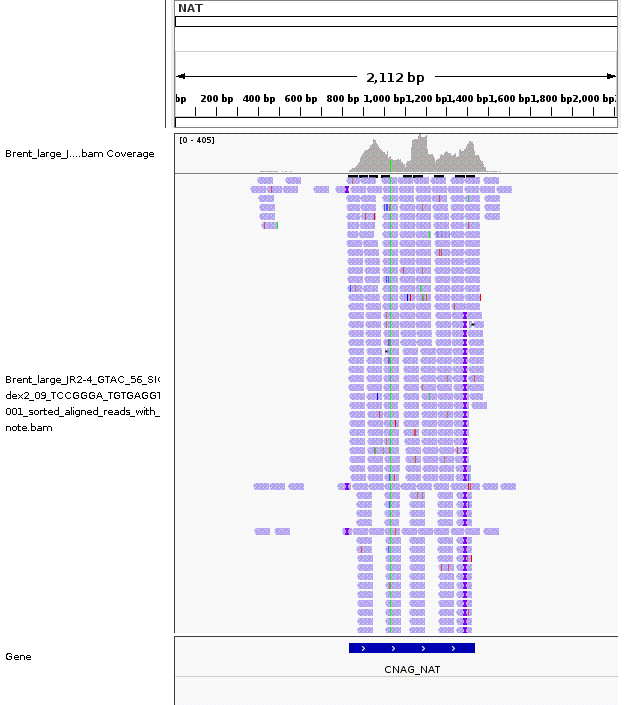 NAT
2,112 bp
bp 200 bp 400 bp 600 bp 800 bp 1,000 bp 1,200 bp 1,400 bp 1,600 bp 1,800 bp 2,000 bp
[0 - 405]
Brent_large_J....bam Coverage
Brent_large_JR2-4_GTAC_56_SIC
dex2_09_TCCGGGA_TGTGAGGT
001_sorted_aligned_reads_with_
note.bam
Gene
CNAG_NAT